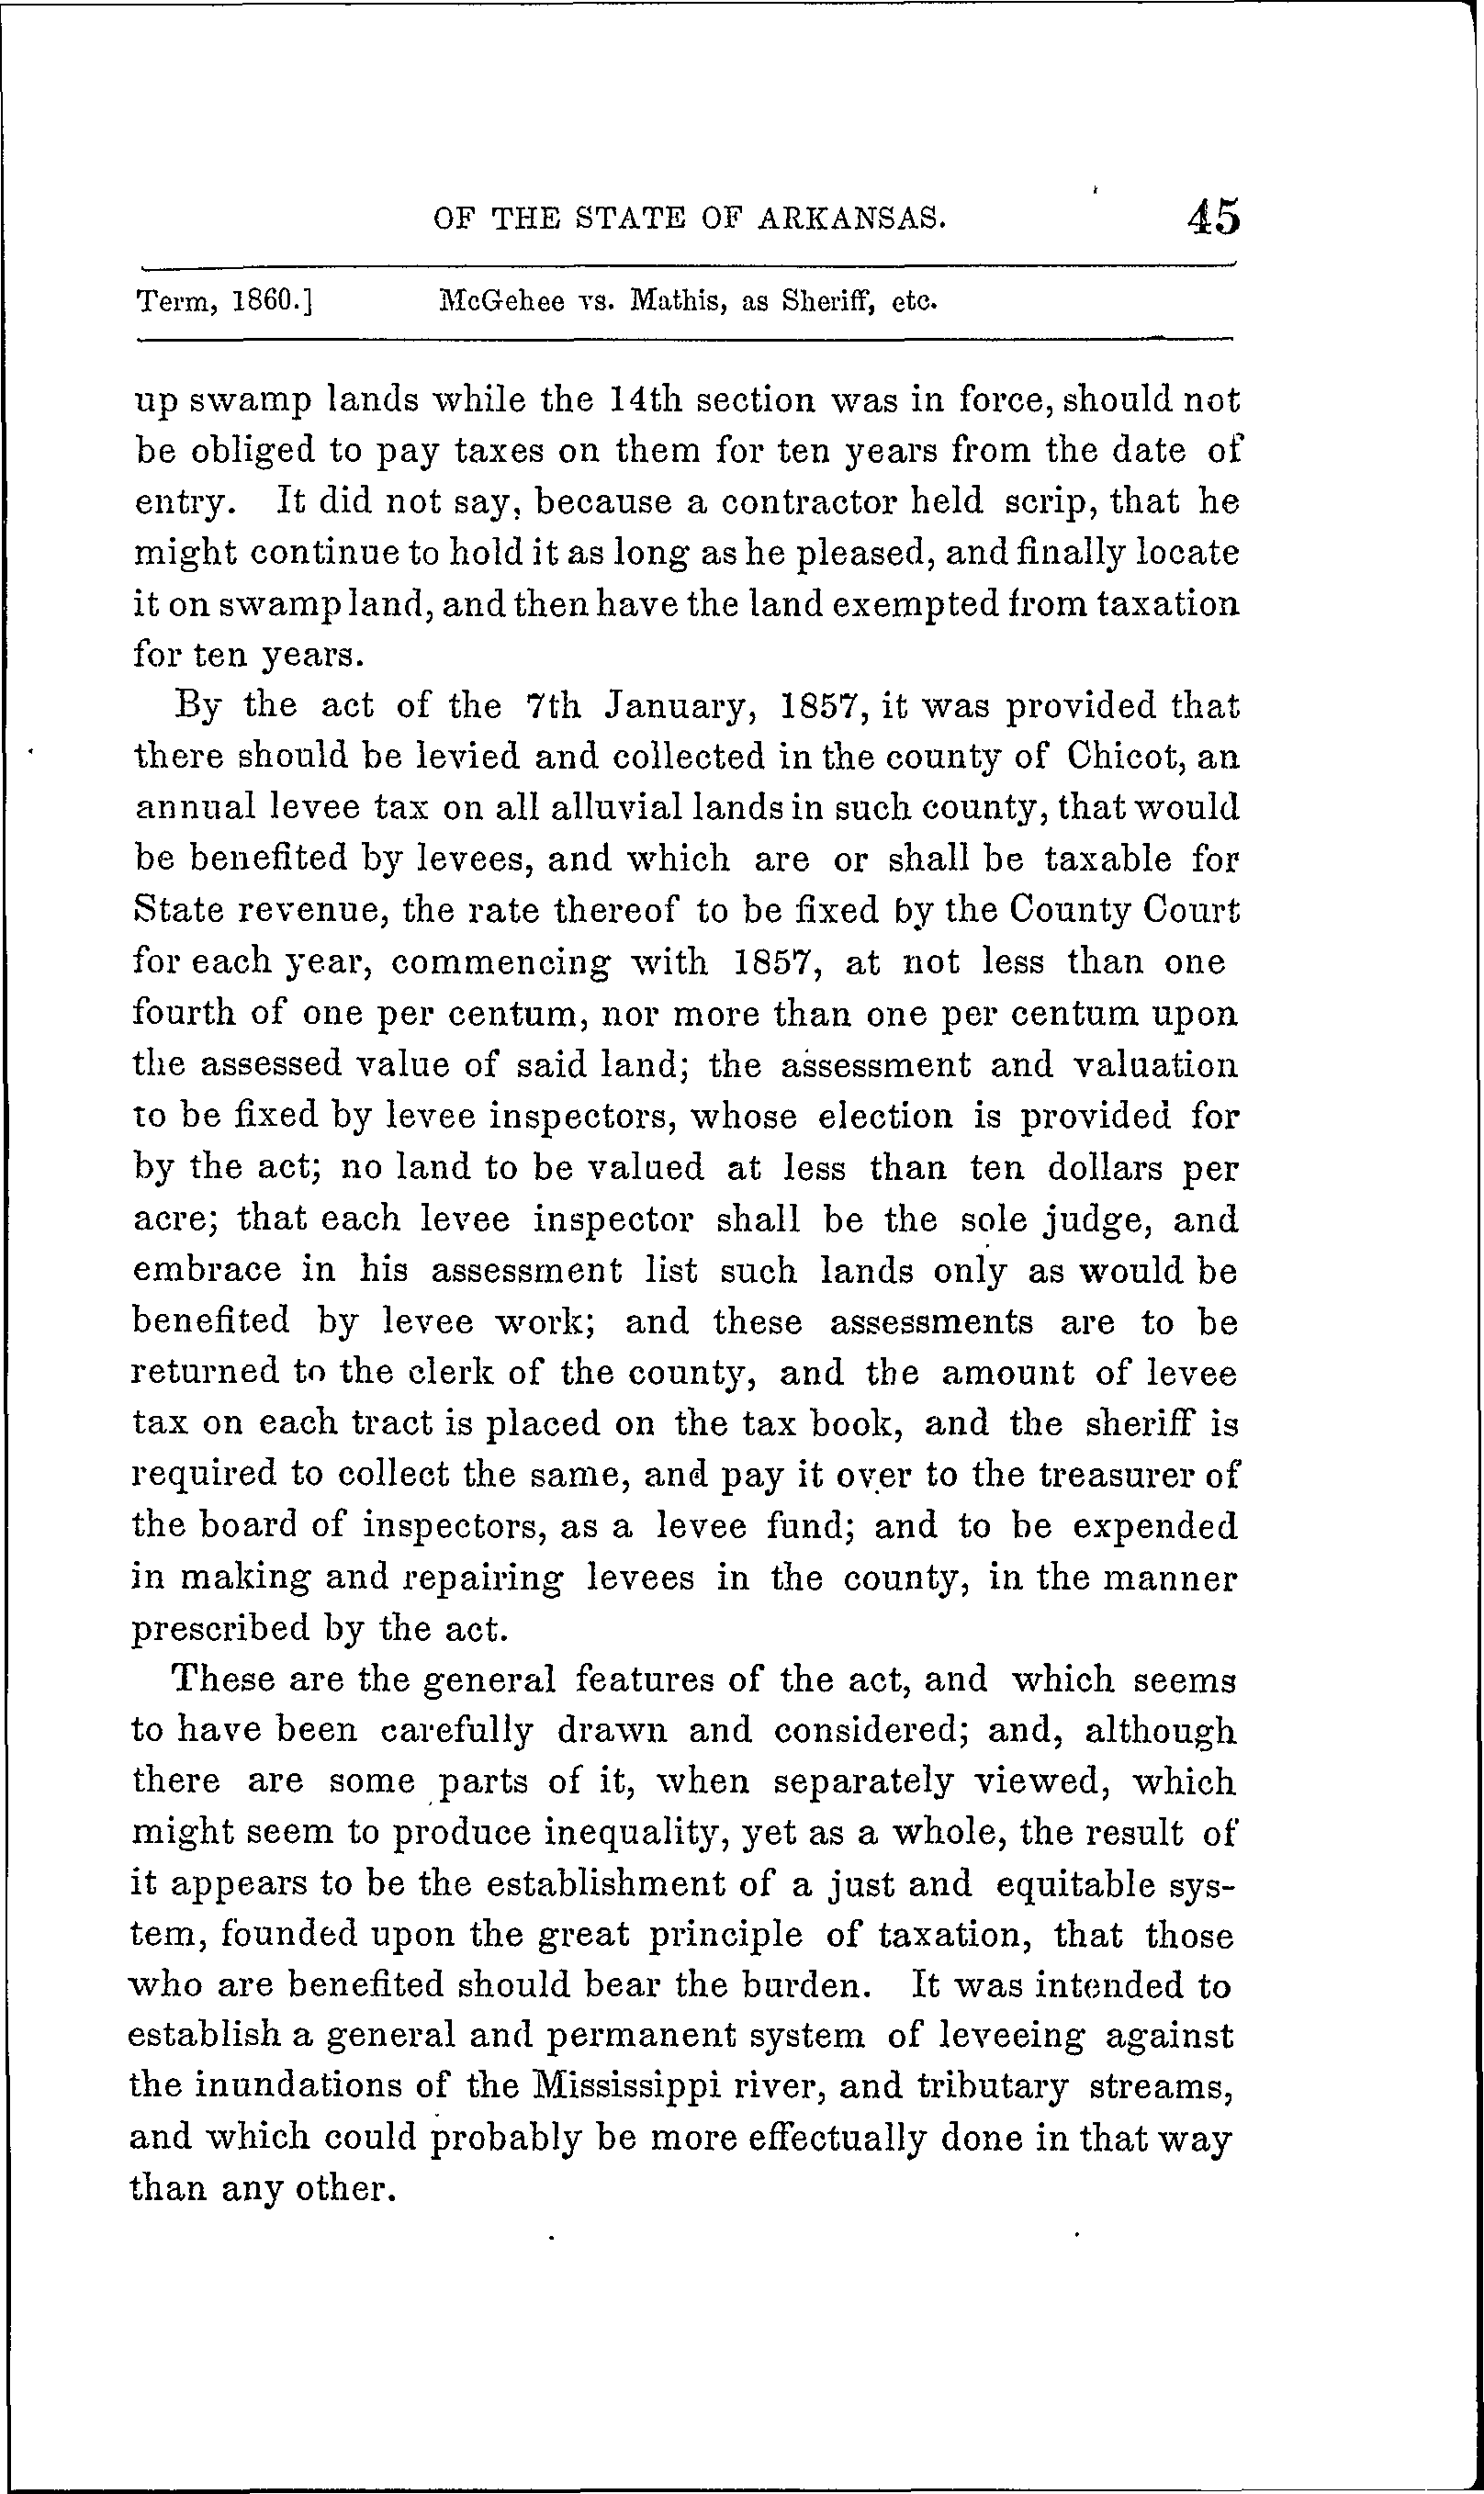 OF THE STATE OF ARKANSAS. 45
Term, 1860.] McGehee vs. Mathis, as Sheriff, etc.
up swamp lands while the 14th section was in force, should not
be obliged to pay taxes on them for ten years from the date of
entry. It did not say, because a contractor held scrip, that he
might continue to hold it as long as he pleased, and finally locate
it on swamp land, and then have the land exempted from taxation
for ten years.
By the act of the 7th January, 1857, it was provided that
there should be levied and collected in the county of Chicot, an
annual levee tax on all alluvial lands in such county, that would
be benefited by levees, and which are or shall be taxable for
State revenue, the rate thereof to be fixed by the County Court
for each year, commencing with 1857, at not less than one
fourth of one per centum, nor more than one per centum upon
the assessed value of said land; the assessment and valuation
to be fixed by levee inspectors, whose election is provided for
by the act; no land to be valued at less than ten dollars per
acre; that each levee inspector shall be the sole judge, and
embrace in his assessment list such lands only as would be
benefited by levee work; and these assessments are to be
returned to the clerk of the county, and the amount of levee
tax on each tract is placed on the tax book, and the sheriff is
required to collect the same, and pay it over to the treasurer of
the board of inspectors, as a levee fund; and to be expended
in making and repairing levees in the county, in the manner
prescribed by the act.
These are the general features of the act, and which seems
to have been carefully drawn and considered; and, although
there are some parts of it, when separately viewed, which
might seem to produce inequality, yet as a whole, the result of
it appears to be the establishment of a just and equitable sys-
tem, founded upon the great principle of taxation, that those
who are benefited should bear the burden. It was intended to
establish a general and permanent system of leveeing against
the inundations of the Mississippi river, and tributary streams,
and which could probably be more effectually done in that way
than any other.